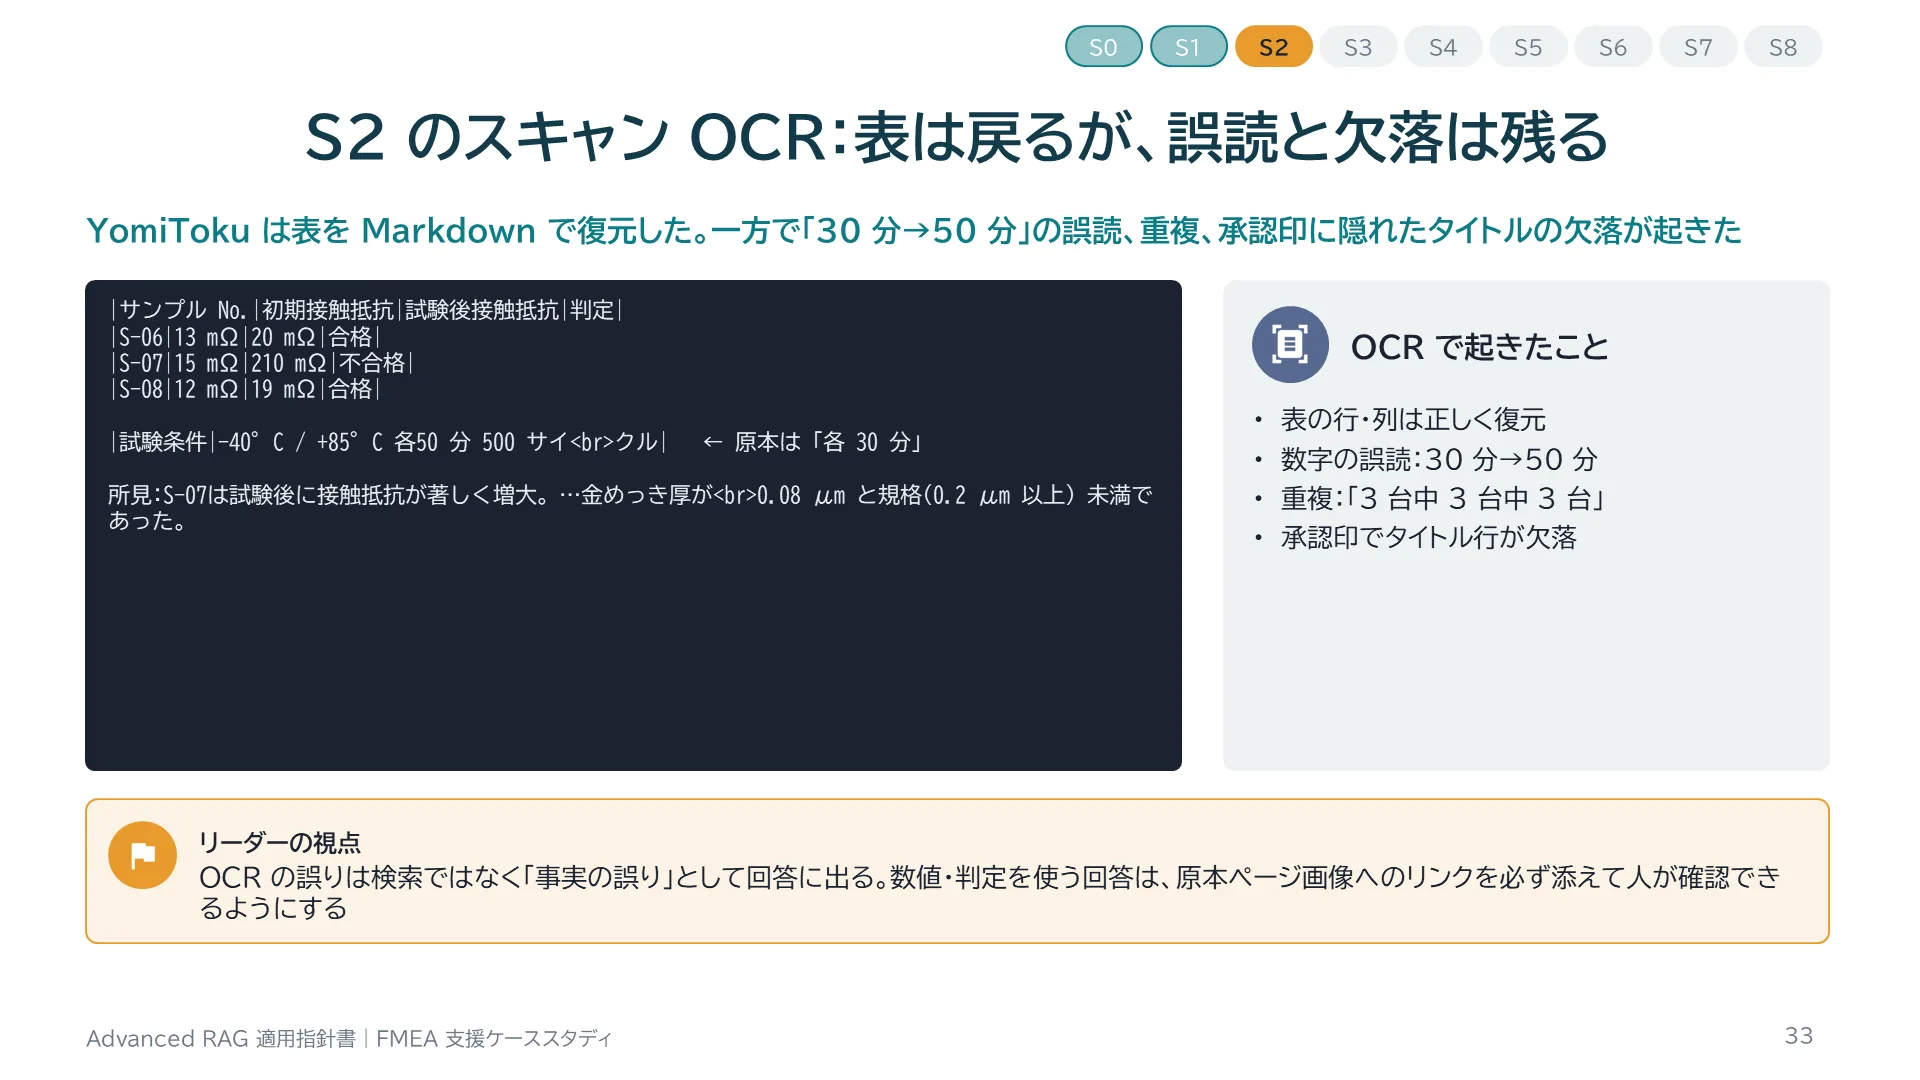 S0 S1 S2 S3 S4 S5 S6 S7 S8
S2 のスキャン OCR：表は戻るが、誤読と欠落は残る
YomiToku は表を Markdown で復元した。一方で「30 分→50 分」の誤読、重複、承認印に隠れたタイトルの欠落が起きた
|サンプル No.|初期接触抵抗|試験後接触抵抗|判定|
|S-06|13 mΩ|20 mΩ|合格|
|S-07|15 mΩ|210 mΩ|不合格|
|S-08|12 mΩ|19 mΩ|合格|
|試験条件|-40° C / +85° C 各50 分 500 サイ<br>クル|　← 原本は「各 30 分」
所見：S-07は試験後に接触抵抗が著しく増大。…金めっき厚が<br>0.08 μm と規格(0.2 μm 以上) 未満で
あった。
OCR で起きたこと
• 表の行・列は正しく復元
• 数字の誤読：30 分→50 分
• 重複：「3 台中 3 台中 3 台」
• 承認印でタイトル行が欠落
リーダーの視点
OCR の誤りは検索ではなく「事実の誤り」として回答に出る。数値・判定を使う回答は、原本ページ画像へのリンクを必ず添えて人が確認でき
るようにする
Advanced RAG 適用指針書｜FMEA 支援ケーススタディ
33